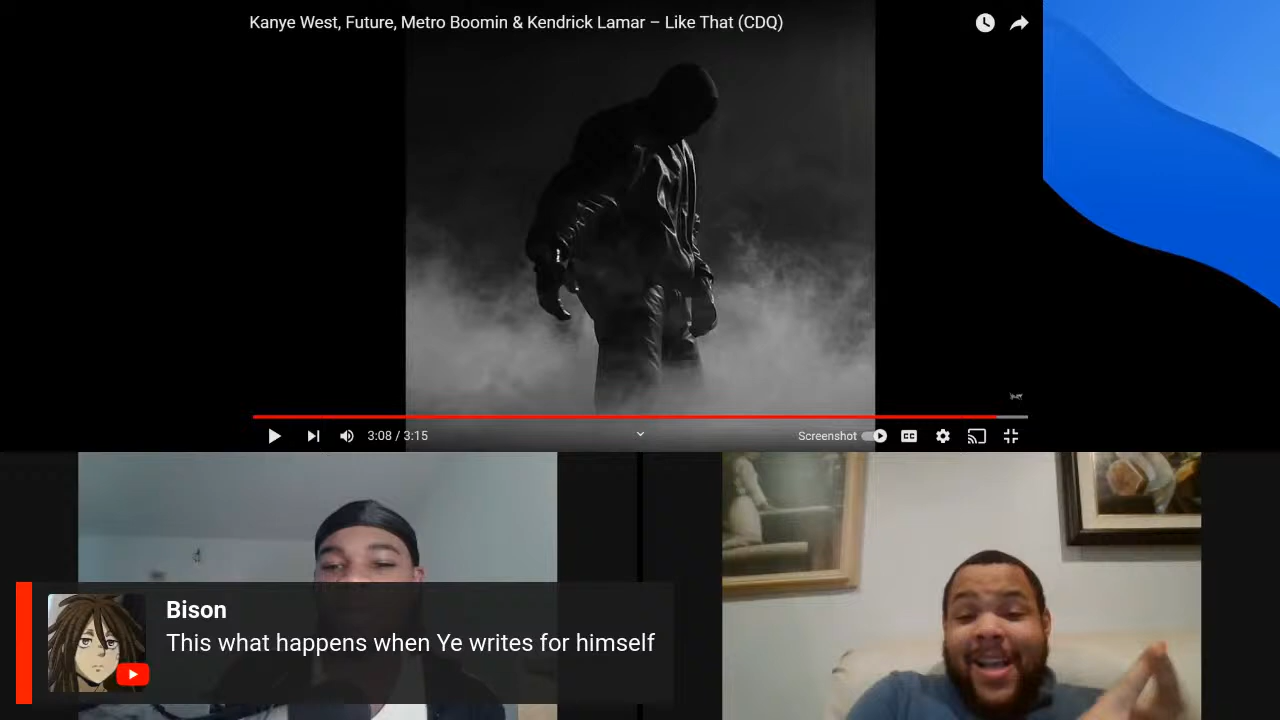 Kanye West, Future, Metro Boomin & Kendrick Lamar – Like That (CDQ)
3:08 / 3:15
Screenshot
CC
Bison
This what happens when Ye writes for himself